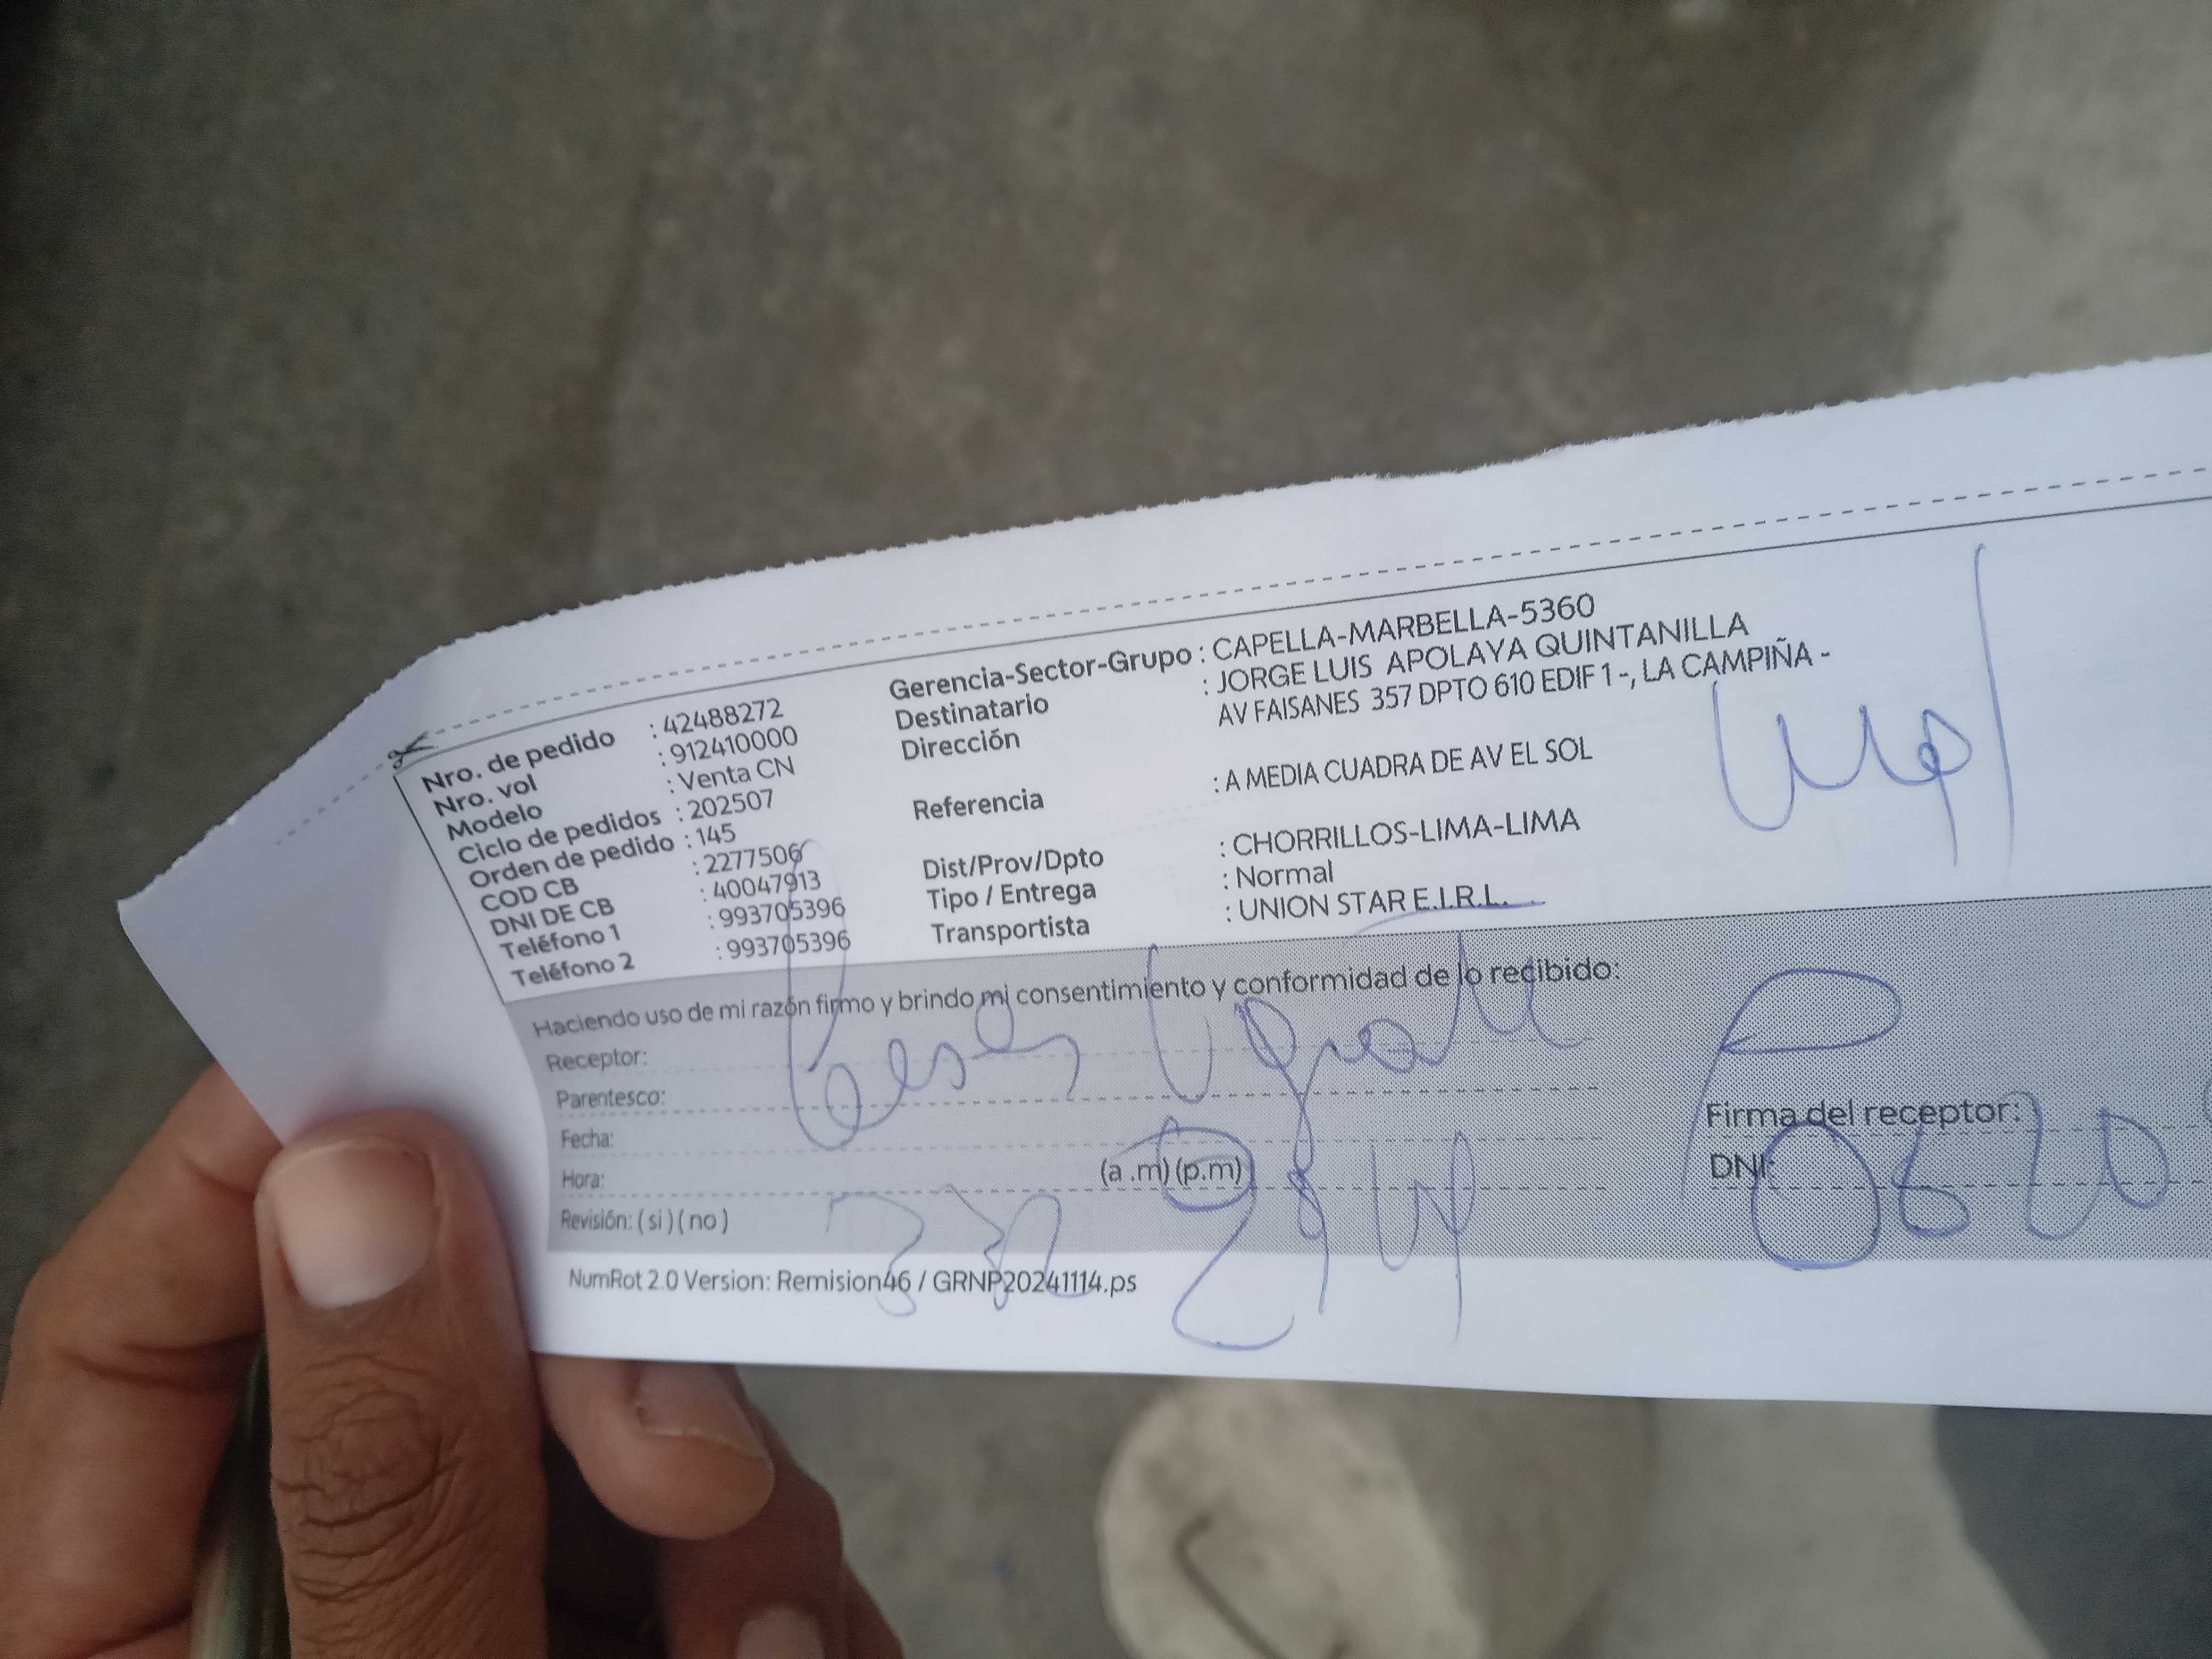 Nro. de pedido : 42488272
Nro. vol : 912410000
Modelo : Venta CN
Ciclo de pedidos : 202507
Orden de pedido : 145
COD CB : 2277506
DNI DE CB : 40047913
Teléfono 1 : 993705396
Teléfono 2 : 993705396
Gerencia-Sector-Grupo : CAPELLA-MARBELLA-5360
Destinatario : JORGE LUIS APOLAYA QUINTANILLA
Dirección AV FAISANES 357 DPTO 610 EDIF 1 -, LA CAMPIÑA -
Referencia : A MEDIA CUADRA DE AV EL SOL
Dist/Prov/Dpto : CHORRILLOS-LIMA-LIMA
Tipo / Entrega : Normal
Transportista : UNION STAR E.I.R.L.
Haciendo uso de mi razón firmo y brindo mi consentimiento y conformidad de lo recibido:
Receptor:
Parentesco:
Fecha:
Hora: (a .m) (p.m)
Revisión: ( si ) ( no )
Firma del receptor:
DNI:
NumRot 2.0 Version: Remision46 / GRNP20241114.ps